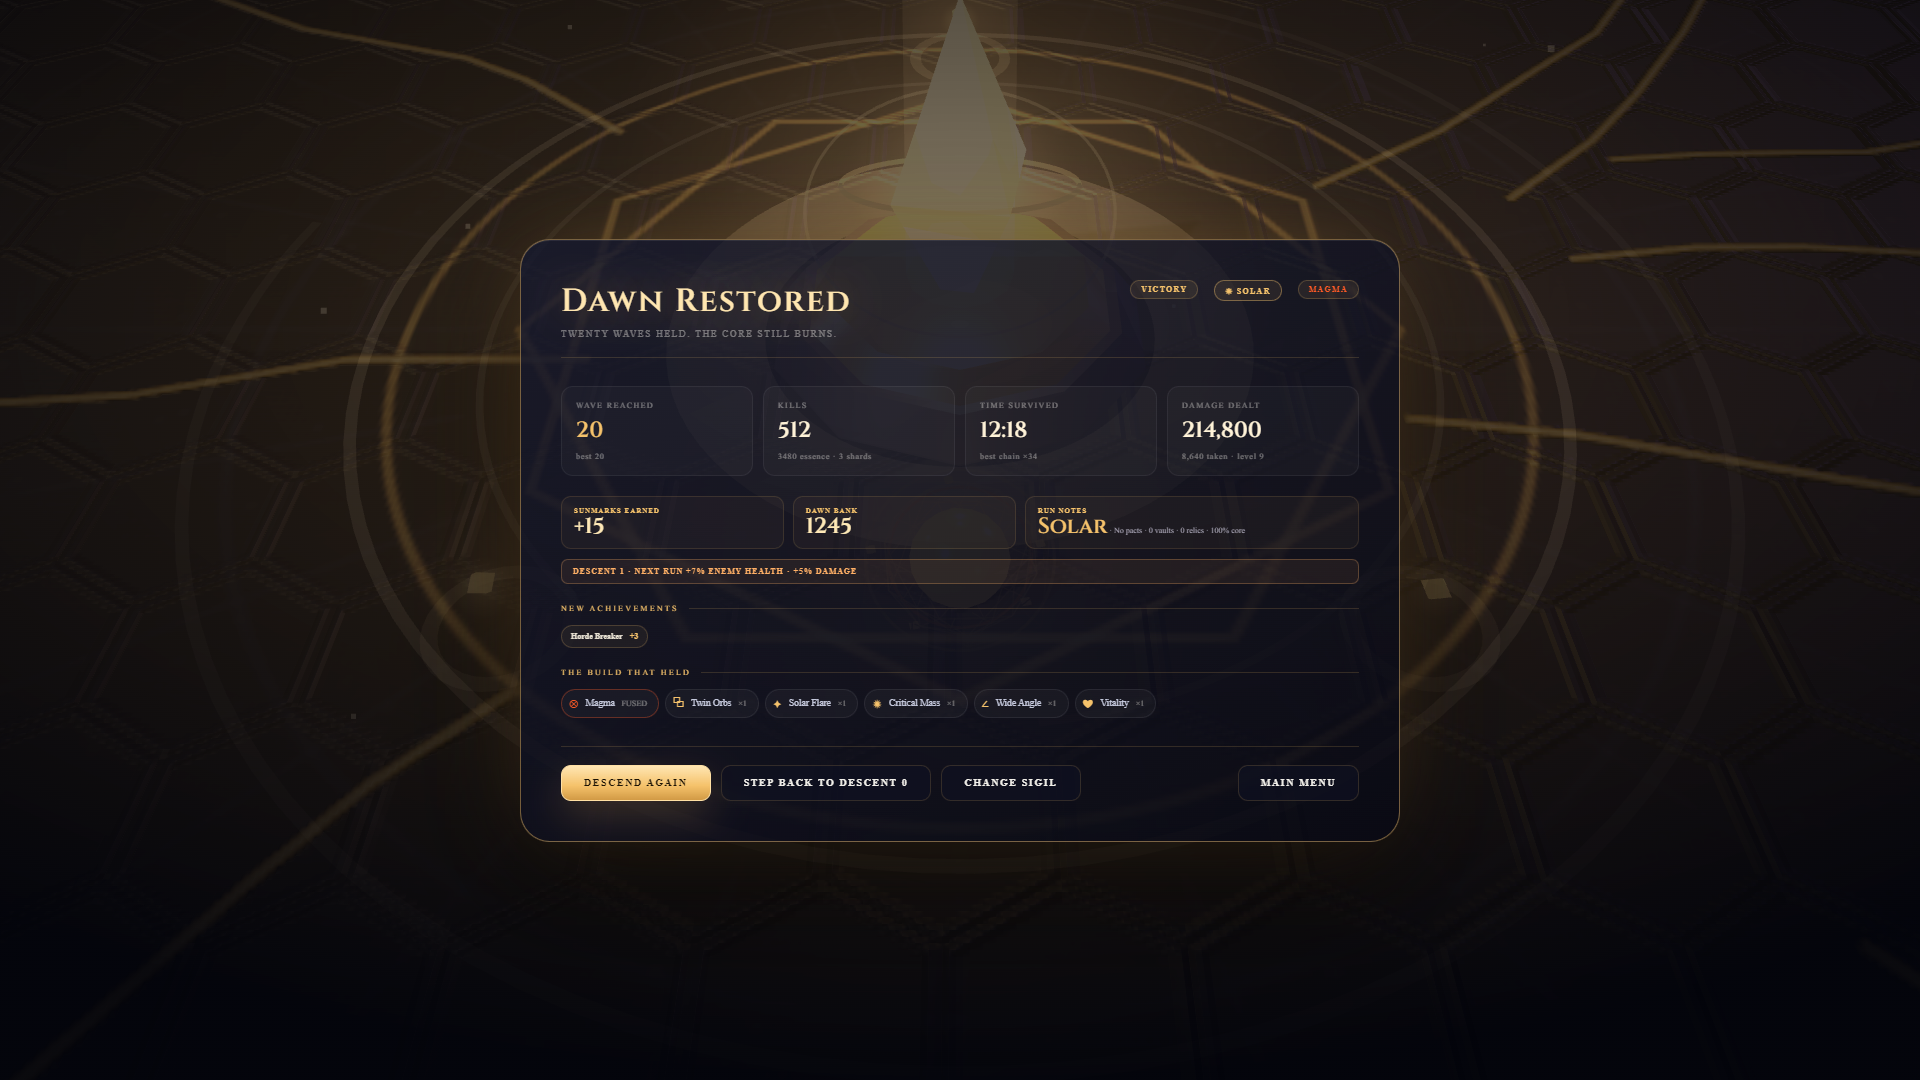 Dawn Restored
TWENTY WAVES HELD. THE CORE STILL BURNS.
VICTORY
SOLAR
MAGMA
WAVE REACHED
20
best 20
KILLS
512
3480 essence · 3 shards
TIME SURVIVED
12:18
best chain ×34
DAMAGE DEALT
214,800
8,640 taken · level 9
SUNMARKS EARNED
+15
DAWN BANK
1245
RUN NOTES
Solar · No pacts · 0 vaults · 0 relics · 100% core
DESCENT 1 · NEXT RUN +7% ENEMY HEALTH · +5% DAMAGE
NEW ACHIEVEMENTS
Horde Breaker +3
THE BUILD THAT HELD
Magma FUSED
Twin Orbs ×1
Solar Flare ×1
Critical Mass ×1
Wide Angle ×1
Vitality ×1
DESCEND AGAIN
STEP BACK TO DESCENT 0
CHANGE SIGIL
MAIN MENU